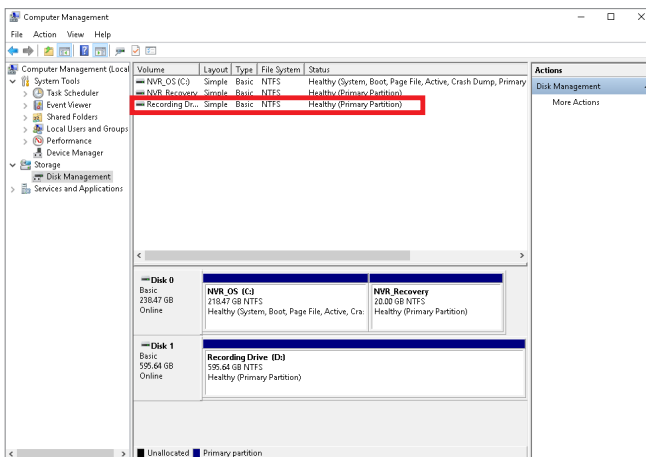 Computer Management
File Action View Help
Computer Management (Local
System Tools
Task Scheduler
Event Viewer
Shared Folders
Local Users and Groups
Performance
Device Manager
Storage
Disk Management
Services and Applications
Volume Layout Type File System Status
NVR_OS (C:) Simple Basic NTFS Healthy (System, Boot, Page File, Active, Crash Dump, Primary
NVR_Recovery Simple Basic NTFS Healthy (Primary Partition)
Recording Dr... Simple Basic NTFS Healthy (Primary Partition)
Disk 0
Basic
238.47 GB
Online
NVR_OS (C:)
218.47 GB NTFS
Healthy (System, Boot, Page File, Active, Cra:
NVR_Recovery
20.00 GB NTFS
Healthy (Primary Partition)
Disk 1
Basic
595.64 GB
Online
Recording Drive (D:)
595.64 GB NTFS
Healthy (Primary Partition)
Unallocated Primary partition
Actions
Disk Management
More Actions